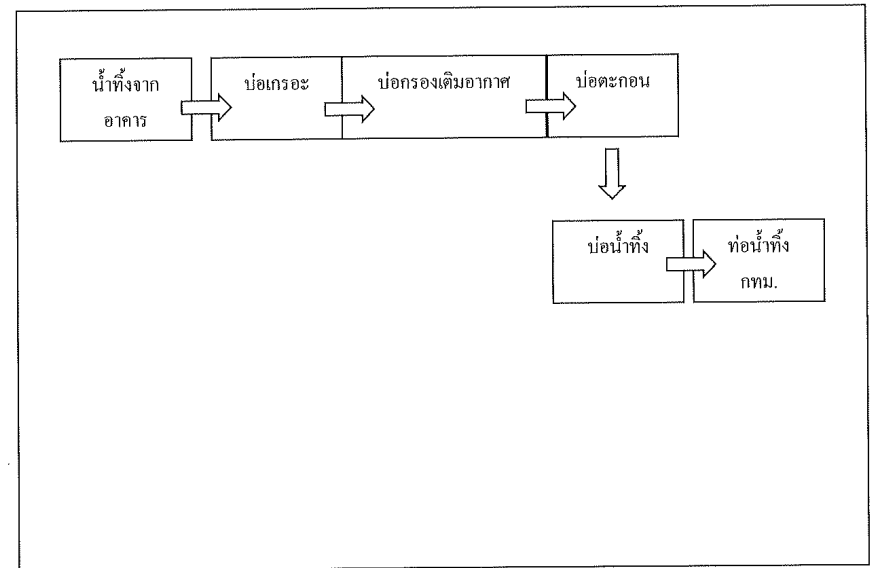 น้ำทิ้งจาก
อาคาร
บ่อเกรอะ
บ่อกรองเติมอากาศ
บ่อตะกอน
บ่อน้ำทิ้ง
ท่อน้ำทิ้ง
กทม.